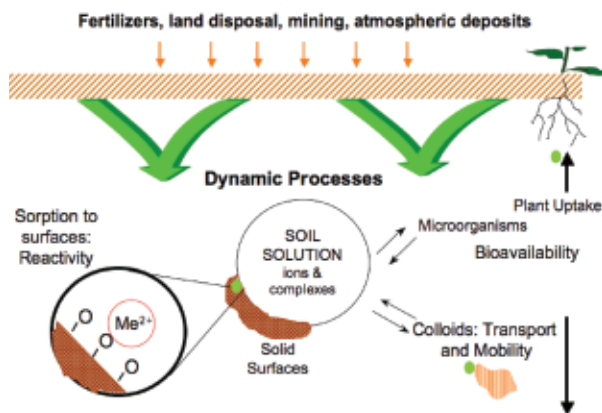 Fertilizers, land disposal, mining, atmospheric deposits
Dynamic Processes
Plant Uptake
Sorption to
surfaces:
Reactivity
SOIL
SOLUTION
ions &
complexes
Microorganisms
Bioavailability
O
Me²⁺
O
O
Solid
Surfaces
Colloids: Transport
and Mobility